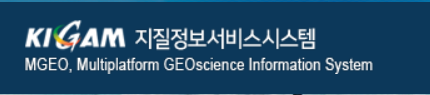 KIGAM 지질정보서비스시스템
MGEO, Multiplatform GEOscience Information System